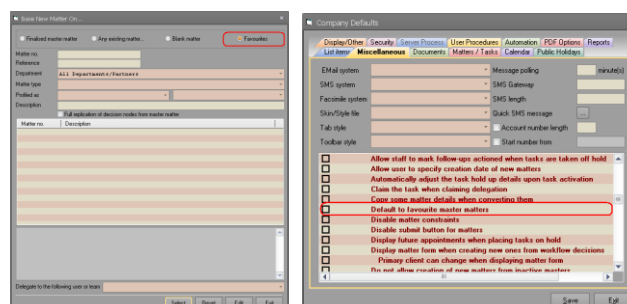 Base New Matter On...
Finalised master matter
Any existing matter...
Blank matter
Favourites
Matter no.
Reference
Department All Departments/Partners
Matter type
Profiled as
Description
Full replication of decision nodes from master matter
Matter no. Description
Delegate to the following user or team
Select Reset Edit Exit
Company Defaults
Display/Other Security Server Process User Procedures Automation PDF Options Reports
List items Miscellaneous Documents Matters / Tasks Calendar Public Holidays
EMail system Message polling minute(s)
SMS system SMS Gateway
Facsimile system SMS length
Skin/Style file Quick SMS message ...
Tab style Account number length
Toolbar style Start number from
Allow staff to mark follow-ups actioned when tasks are taken off hold
Allow user to specify creation date of new matters
Automatically adjust the task hold up details upon task activation
Claim the task when claiming delegation
Copy some matter details when converting them
Default to favourite master matters
Disable matter constraints
Disable submit button for matters
Display future appointments when placing tasks on hold
Display matter form when creating new ones from workflow decisions
Primary client can change when displaying matter form
Do not allow creation of new matters from inactive masters
Save Exit